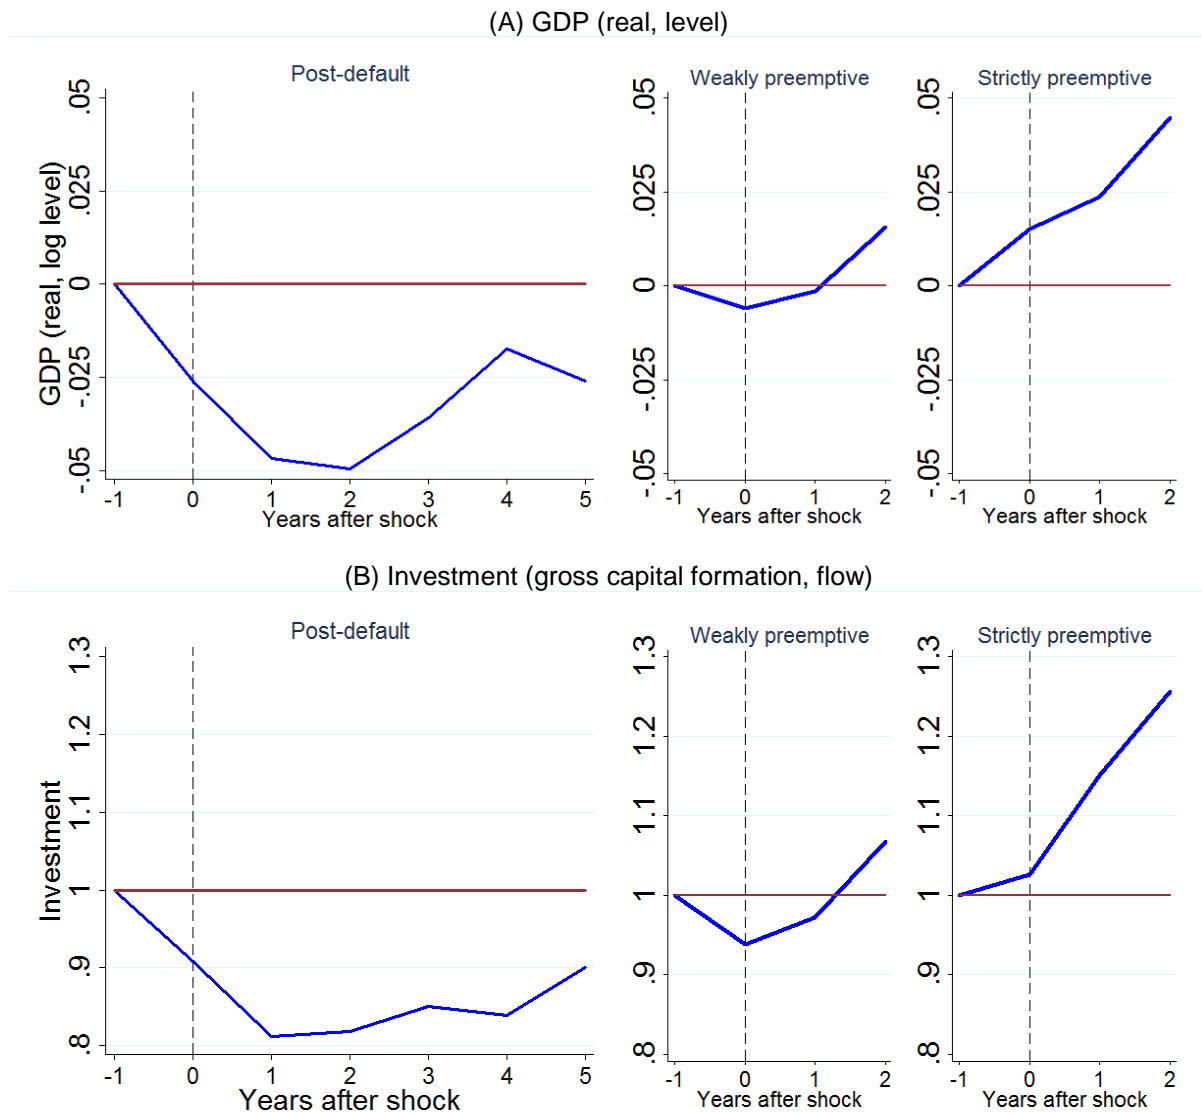 (A) GDP (real, level)
Post-default
Weakly preemptive
Strictly preemptive
GDP (real, log level)
.05
.025
0
-.025
-.05
-1 0 1 2 3 4 5
Years after shock
.05
.025
0
-.025
-.05
-1 0 1 2
Years after shock
.05
.025
0
-.025
-.05
-1 0 1 2
Years after shock
(B) Investment (gross capital formation, flow)
Post-default
Weakly preemptive
Strictly preemptive
Investment
1.3
1.2
1.1
1
.9
.8
-1 0 1 2 3 4 5
Years after shock
1.3
1.2
1.1
1
.9
.8
-1 0 1 2
Years after shock
1.3
1.2
1.1
1
.9
.8
-1 0 1 2
Years after shock